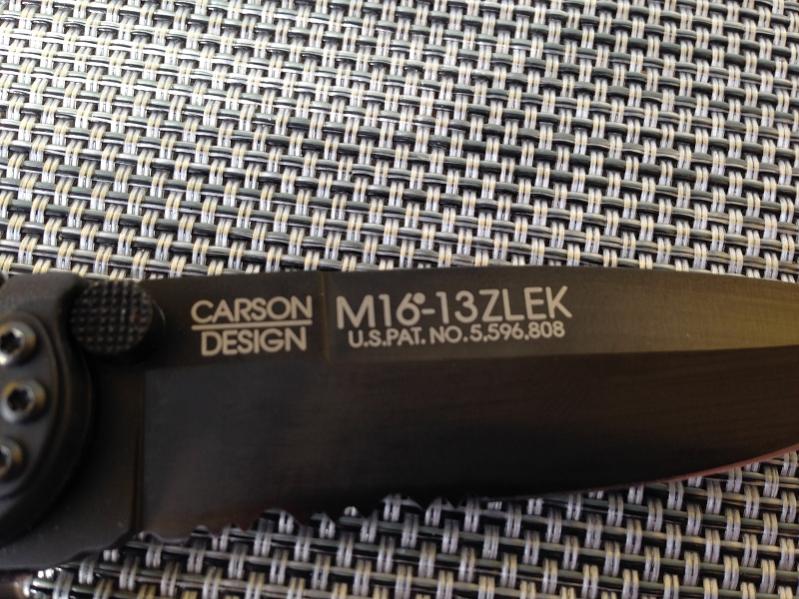 CARSON
DESIGN
M16®-13ZLEK
U.S.PAT. NO. 5,596,808